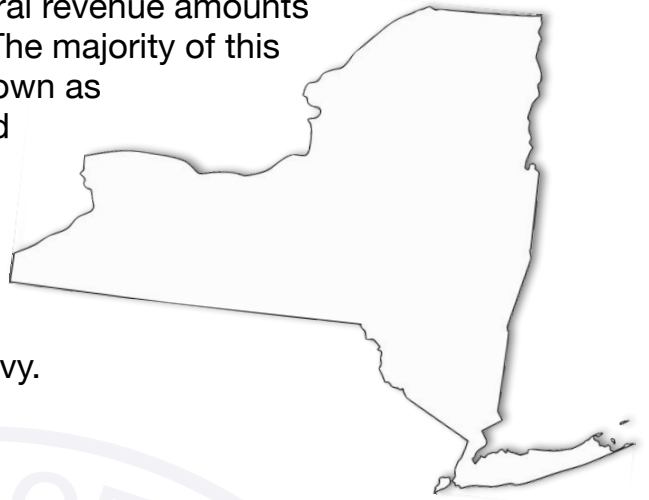 ral revenue amounts
The majority of this
own as
d
vy.